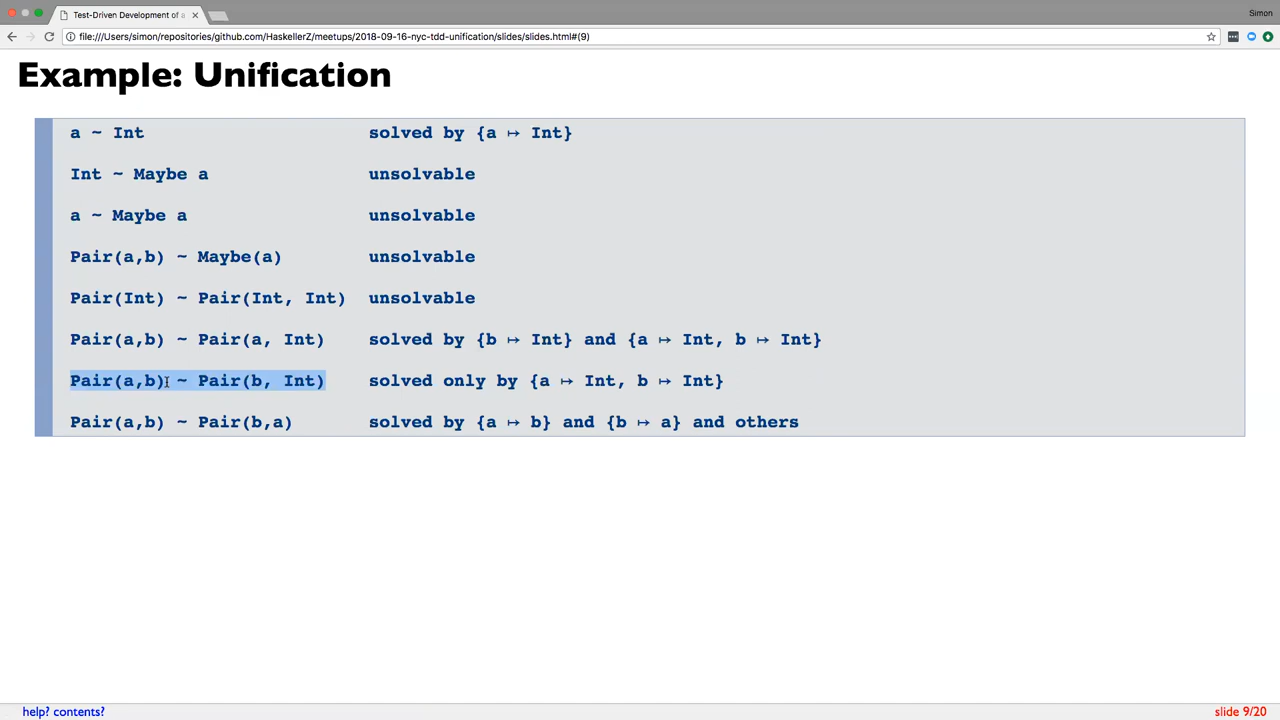 Test-Driven Development of a
Simon
file:///Users/simon/repositories/github.com/HaskellerZ/meetups/2018-09-16-nyc-tdd-unification/slides/slides.html#(9)
Example: Unification
a ~ Int solved by {a ↦ Int}
Int ~ Maybe a unsolvable
a ~ Maybe a unsolvable
Pair(a,b) ~ Maybe(a) unsolvable
Pair(Int) ~ Pair(Int, Int) unsolvable
Pair(a,b) ~ Pair(a, Int) solved by {b ↦ Int} and {a ↦ Int, b ↦ Int}
Pair(a,b) ~ Pair(b, Int) solved only by {a ↦ Int, b ↦ Int}
Pair(a,b) ~ Pair(b,a) solved by {a ↦ b} and {b ↦ a} and others
help? contents? slide 9/20